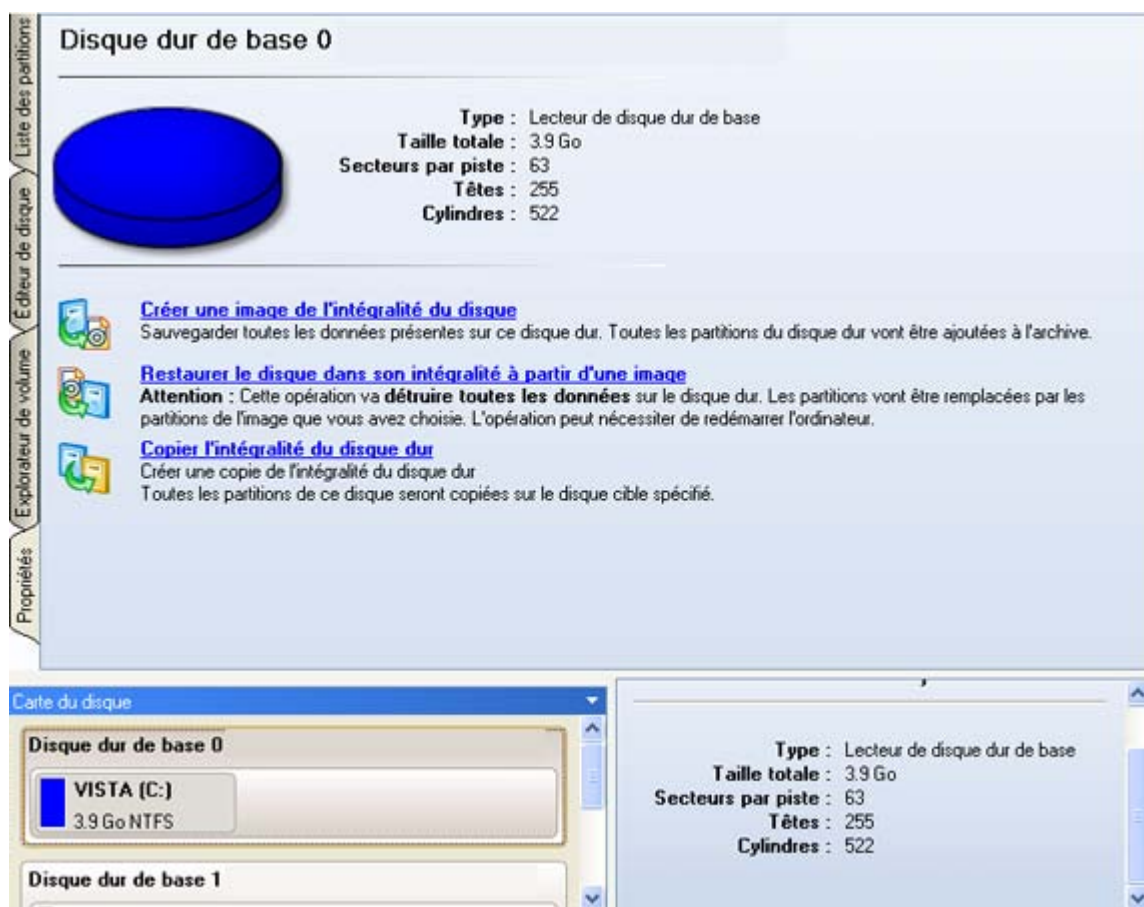 Liste des partitions
Éditeur de disque
Explorateur de volume
Propriétés
Disque dur de base 0
Type : Lecteur de disque dur de base
Taille totale : 3.9 Go
Secteurs par piste : 63
Têtes : 255
Cylindres : 522
Créer une image de l'intégralité du disque
Sauvegarder toutes les données présentes sur ce disque dur. Toutes les partitions du disque dur vont être ajoutées à l'archive.
Restaurer le disque dans son intégralité à partir d'une image
Attention : Cette opération va détruire toutes les données sur le disque dur. Les partitions vont être remplacées par les
partitions de l'image que vous avez choisie. L'opération peut nécessiter de redémarrer l'ordinateur.
Copier l'intégralité du disque dur
Créer une copie de l'intégralité du disque dur
Toutes les partitions de ce disque seront copiées sur le disque cible spécifié.
Carte du disque
Disque dur de base 0
VISTA (C:)
3.9 Go NTFS
Disque dur de base 1
Type : Lecteur de disque dur de base
Taille totale : 3.9 Go
Secteurs par piste : 63
Têtes : 255
Cylindres : 522